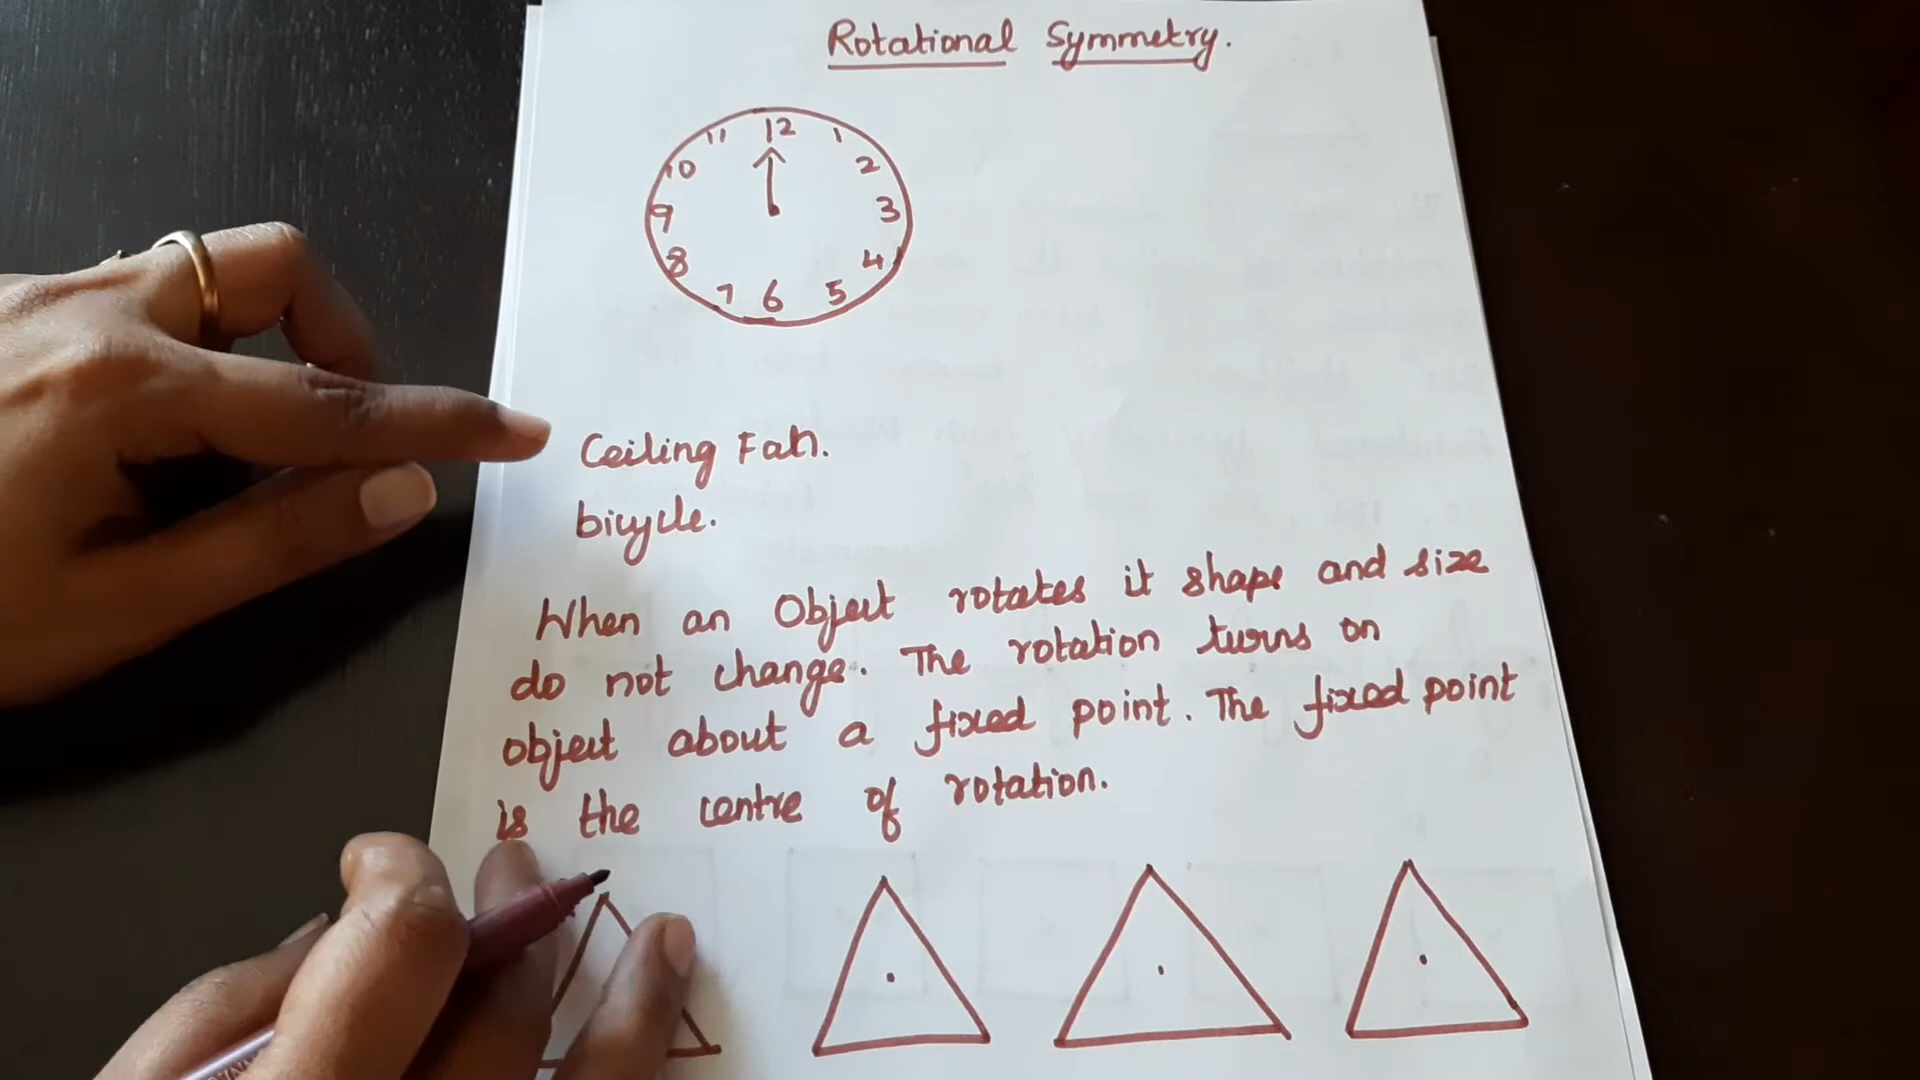 Rotational Symmetry.
11 12 1
10 2
9 3
8 4
7 6 5
Ceiling Fan.
bicycle.
When an Object rotates it shape and size
do not change. The rotation turns on
object about a fixed point. The fixed point
is the centre of rotation.